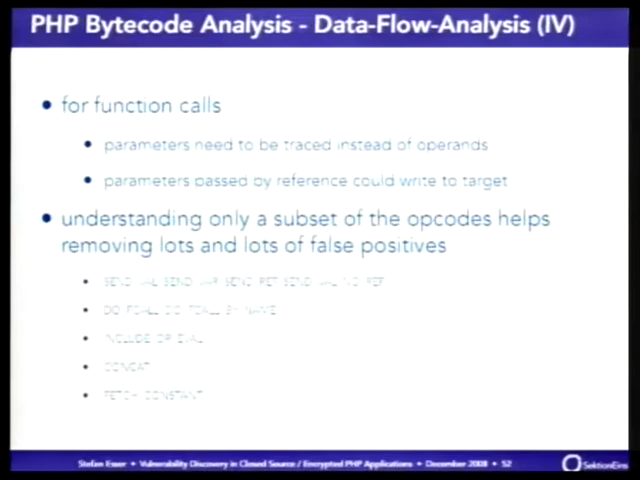 PHP Bytecode Analysis - Data-Flow-Analysis (IV)
for function calls
parameters need to be traced instead of operands
parameters passed by reference could write to target
understanding only a subset of the opcodes helps
removing lots and lots of false positives
SEND_VAL SEND_VAR SEND_REF SEND_VAR_NO_REF
DO_FCALL DO_FCALL_BY_NAME
INCLUDE_OR_EVAL
CONCAT
FETCH_CONSTANT
Stefan Esser • Vulnerability Discovery in Closed Source / Encrypted PHP Applications • December 2008 • 52
SektionEins